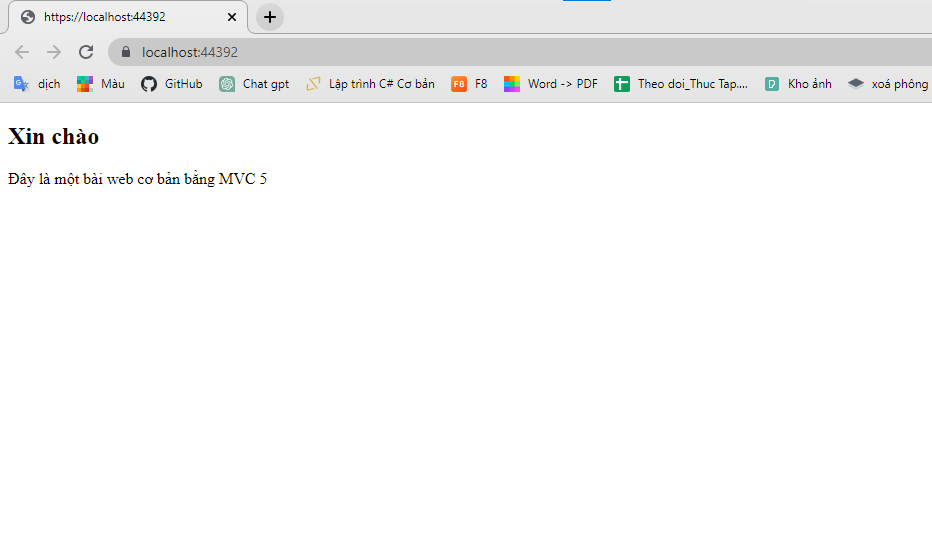 https://localhost:44392
localhost:44392
dịch Màu GitHub Chat gpt Lập trình C# Cơ bản F8 F8 Word -> PDF Theo doi_Thuc Tap.... Kho ảnh xoá phông
Xin chào
Đây là một bài web cơ bản bằng MVC 5